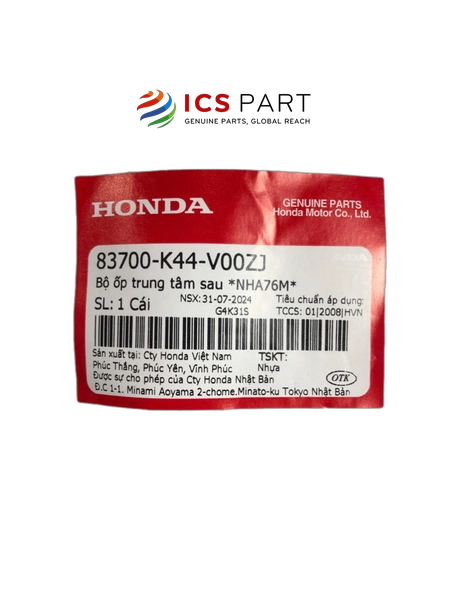 ICS PART
GENUINE PARTS, GLOBAL REACH
HONDA
GENUINE PARTS
Honda Motor Co., Ltd.
83700-K44-V00ZJ
Bộ ốp trung tâm sau *NHA76M*
SL: 1 Cái
NSX: 31-07-2024
G4K31S
Tiêu chuẩn áp dụng:
TCCS: 01|2008|HVN
Sản xuất tại: Cty Honda Việt Nam
Phúc Thắng, Phúc Yên, Vĩnh Phúc
Được sự cho phép của Cty Honda Nhật Bản
Đ.C 1-1. Minami Aoyama 2-chome.Minato-ku Tokyo Nhật Bản
TSKT:
Nhựa
OTK